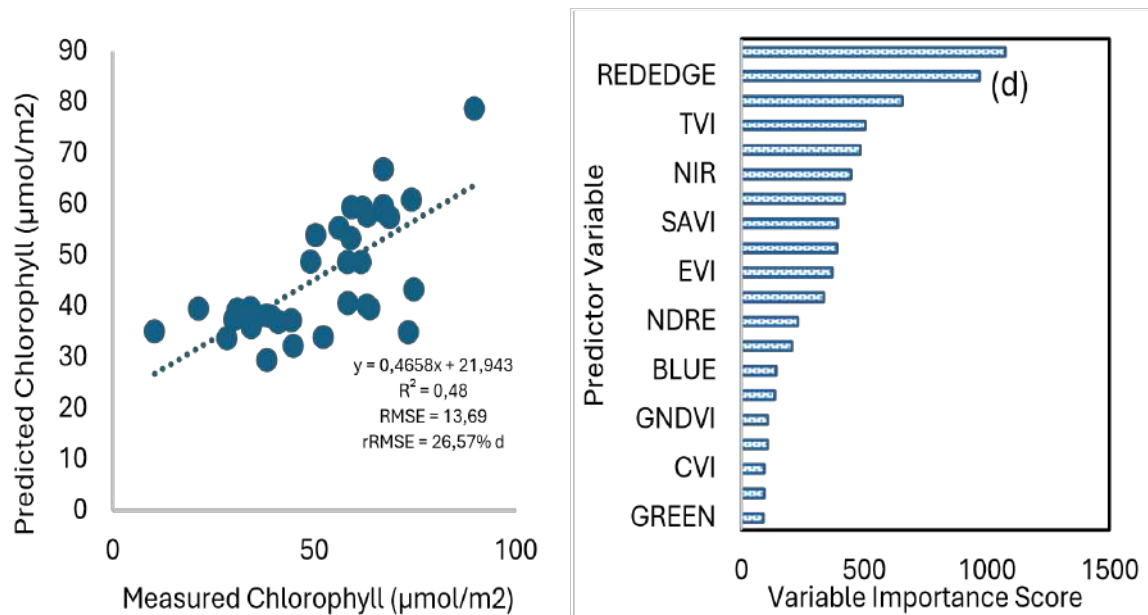 90
80
70
60
50
40
30
20
10
0
Predicted Chlorophyll (µmol/m2)
y = 0,4658x + 21,943
R² = 0,48
RMSE = 13,69
rRMSE = 26,57% d
0 50 100
Measured Chlorophyll (µmol/m2)
Predictor Variable
REDEDGE
(d)
TVI
NIR
SAVI
EVI
NDRE
BLUE
GNDVI
CVI
GREEN
0 500 1000 1500
Variable Importance Score